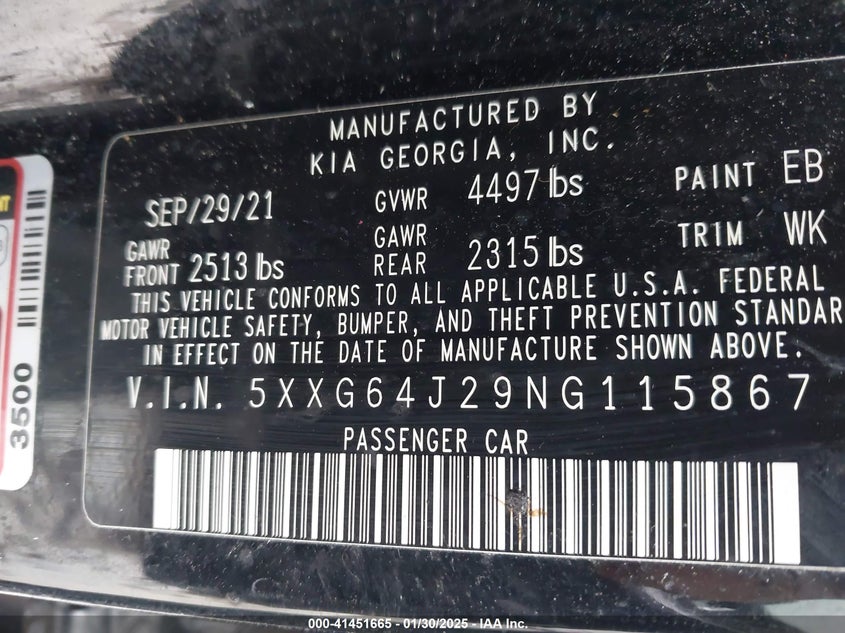 MANUFACTURED BY
KIA GEORGIA, INC.
SEP/29/21 GVWR 4497 lbs PAINT EB
GAWR FRONT 2513 lbs GAWR REAR 2315 lbs TRIM WK
THIS VEHICLE CONFORMS TO ALL APPLICABLE U.S.A. FEDERAL
MOTOR VEHICLE SAFETY, BUMPER, AND THEFT PREVENTION STANDAR
IN EFFECT ON THE DATE OF MANUFACTURE SHOWN ABOVE.
V.I.N. 5XXG64J29NG115867
PASSENGER CAR
3500
000-41451665 - 01/30/2025 - IAA Inc.